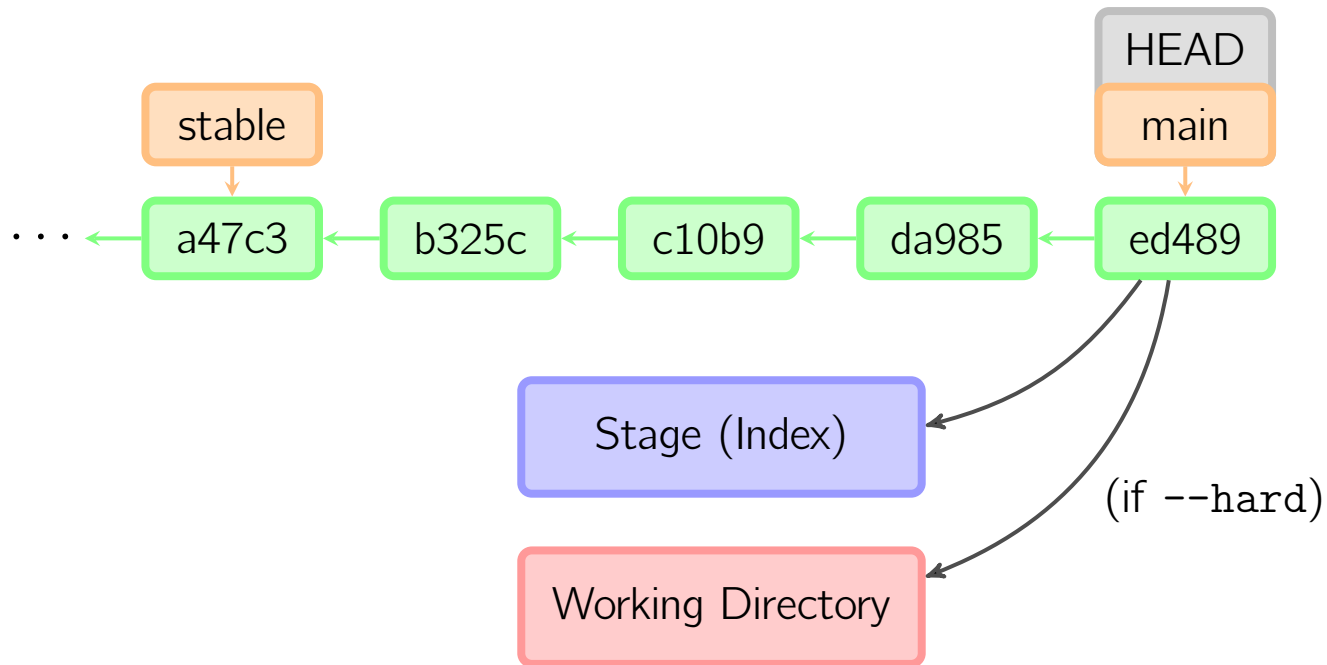 HEAD
stable
main
··· a47c3 b325c c10b9 da985 ed489
Stage (Index)
(if --hard)
Working Directory